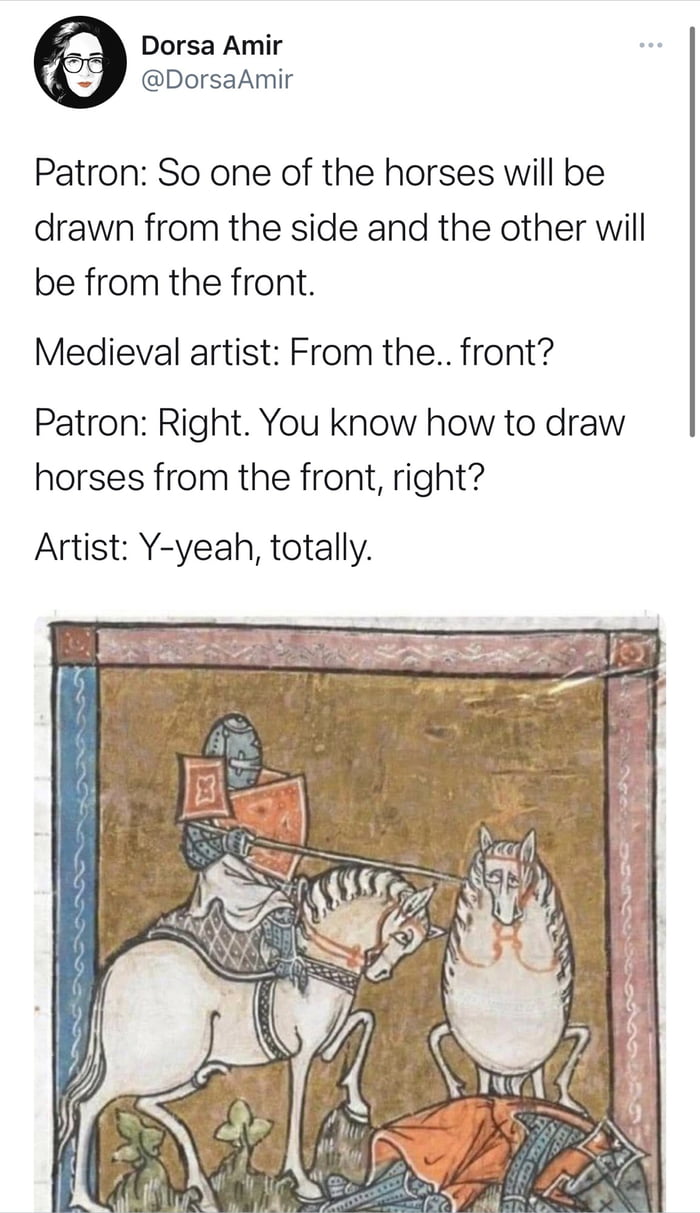 Dorsa Amir
@DorsaAmir
Patron: So one of the horses will be
drawn from the side and the other will
be from the front.
Medieval artist: From the.. front?
Patron: Right. You know how to draw
horses from the front, right?
Artist: Y-yeah, totally.